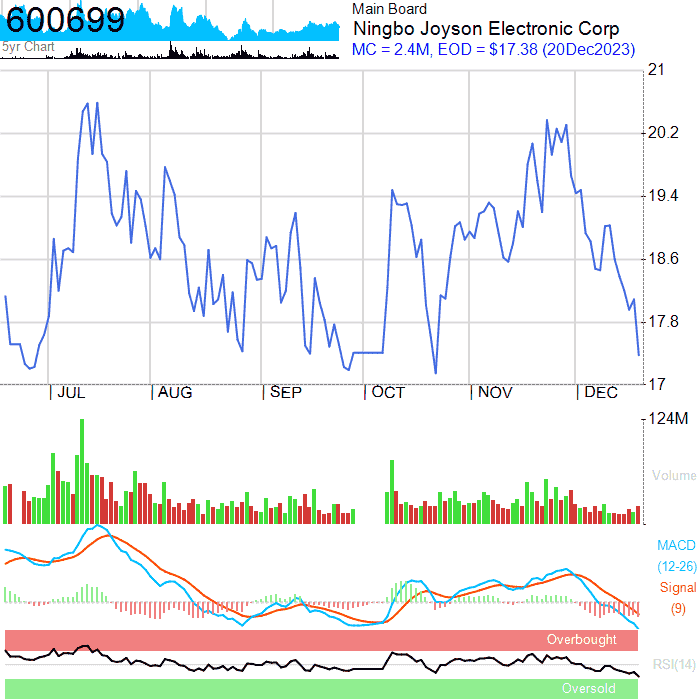 600699
5yr Chart
Main Board
Ningbo Joyson Electronic Corp
MC = 2.4M, EOD = $17.38 (20Dec2023)
21
20.2
19.4
18.6
17.8
17
JUL AUG SEP OCT NOV DEC
124M
Volume
MACD
(12-26)
Signal
(9)
Overbought
RSI(14)
Oversold